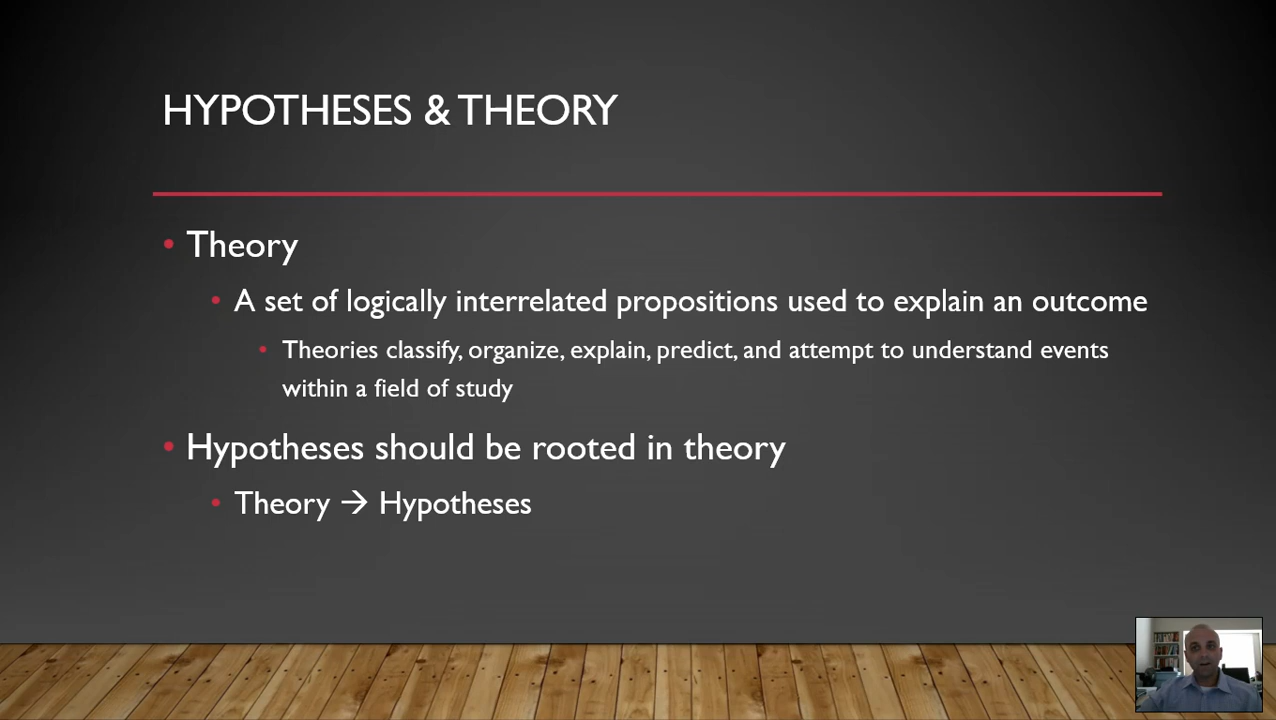 HYPOTHESES & THEORY
• Theory
• A set of logically interrelated propositions used to explain an outcome
• Theories classify, organize, explain, predict, and attempt to understand events
within a field of study
• Hypotheses should be rooted in theory
• Theory → Hypotheses